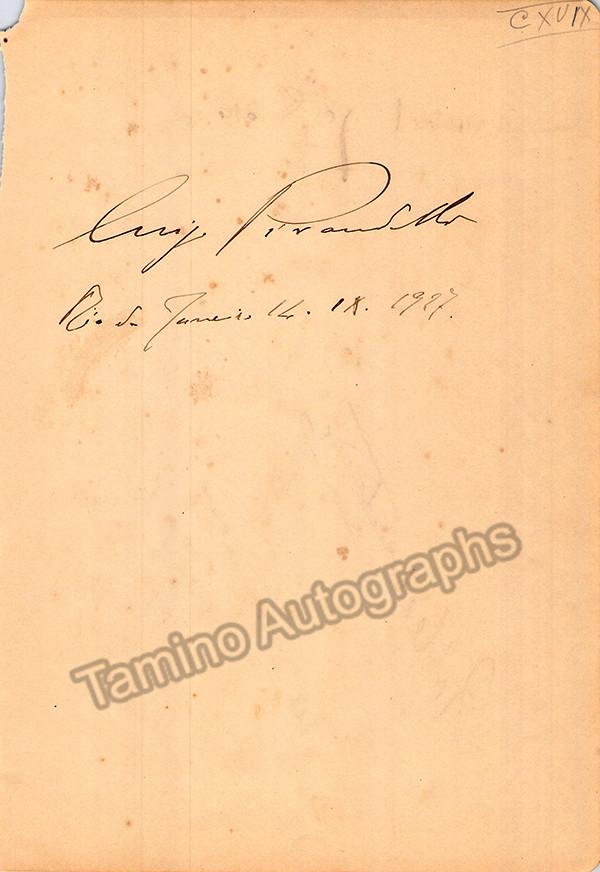 CXVIX
Luigi Pirandello
Rio de Janeiro 14. IX. 1927.
Tamino Autographs